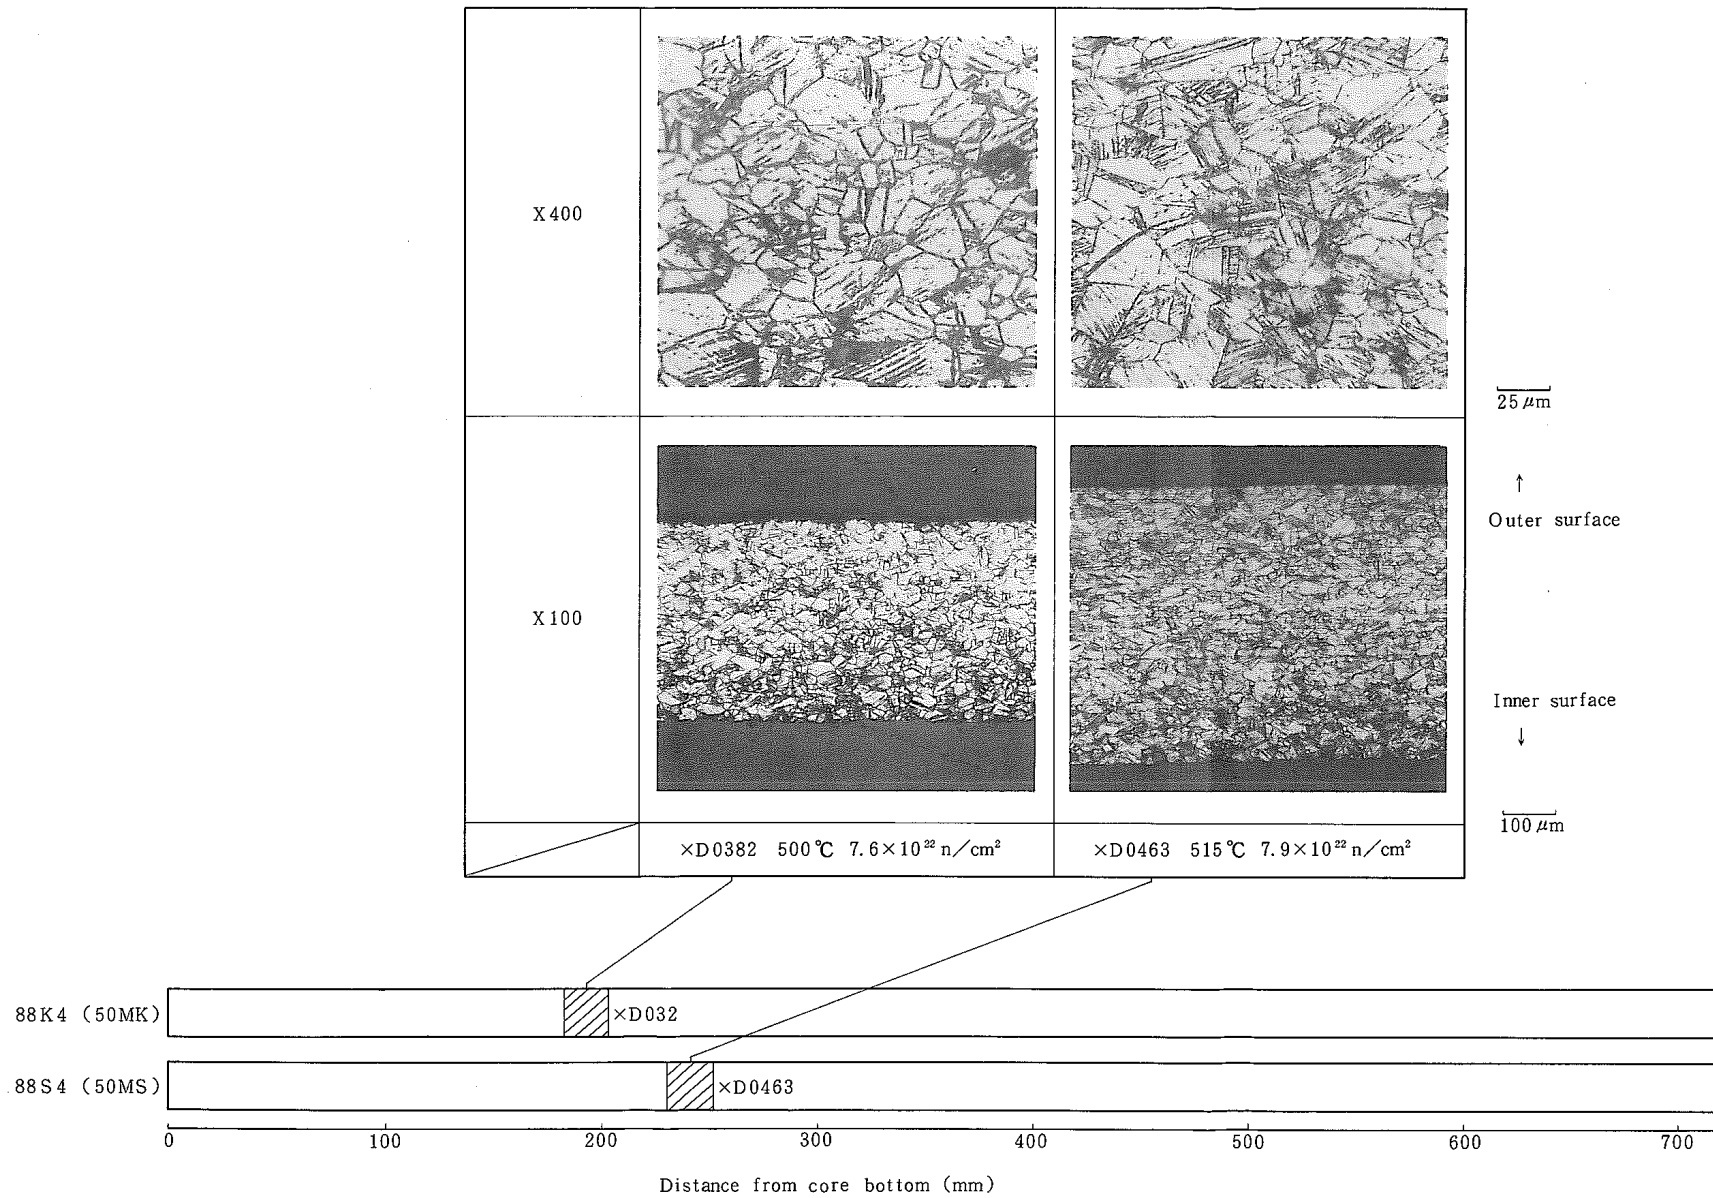 X400
25 μm
↑
Outer surface
X100
Inner surface
↓
100 μm
×D0382 500℃ 7.6×10²² n/cm²
×D0463 515℃ 7.9×10²² n/cm²
88K4 (50MK)
×D032
88S4 (50MS)
×D0463
0 100 200 300 400 500 600 700
Distance from core bottom (mm)